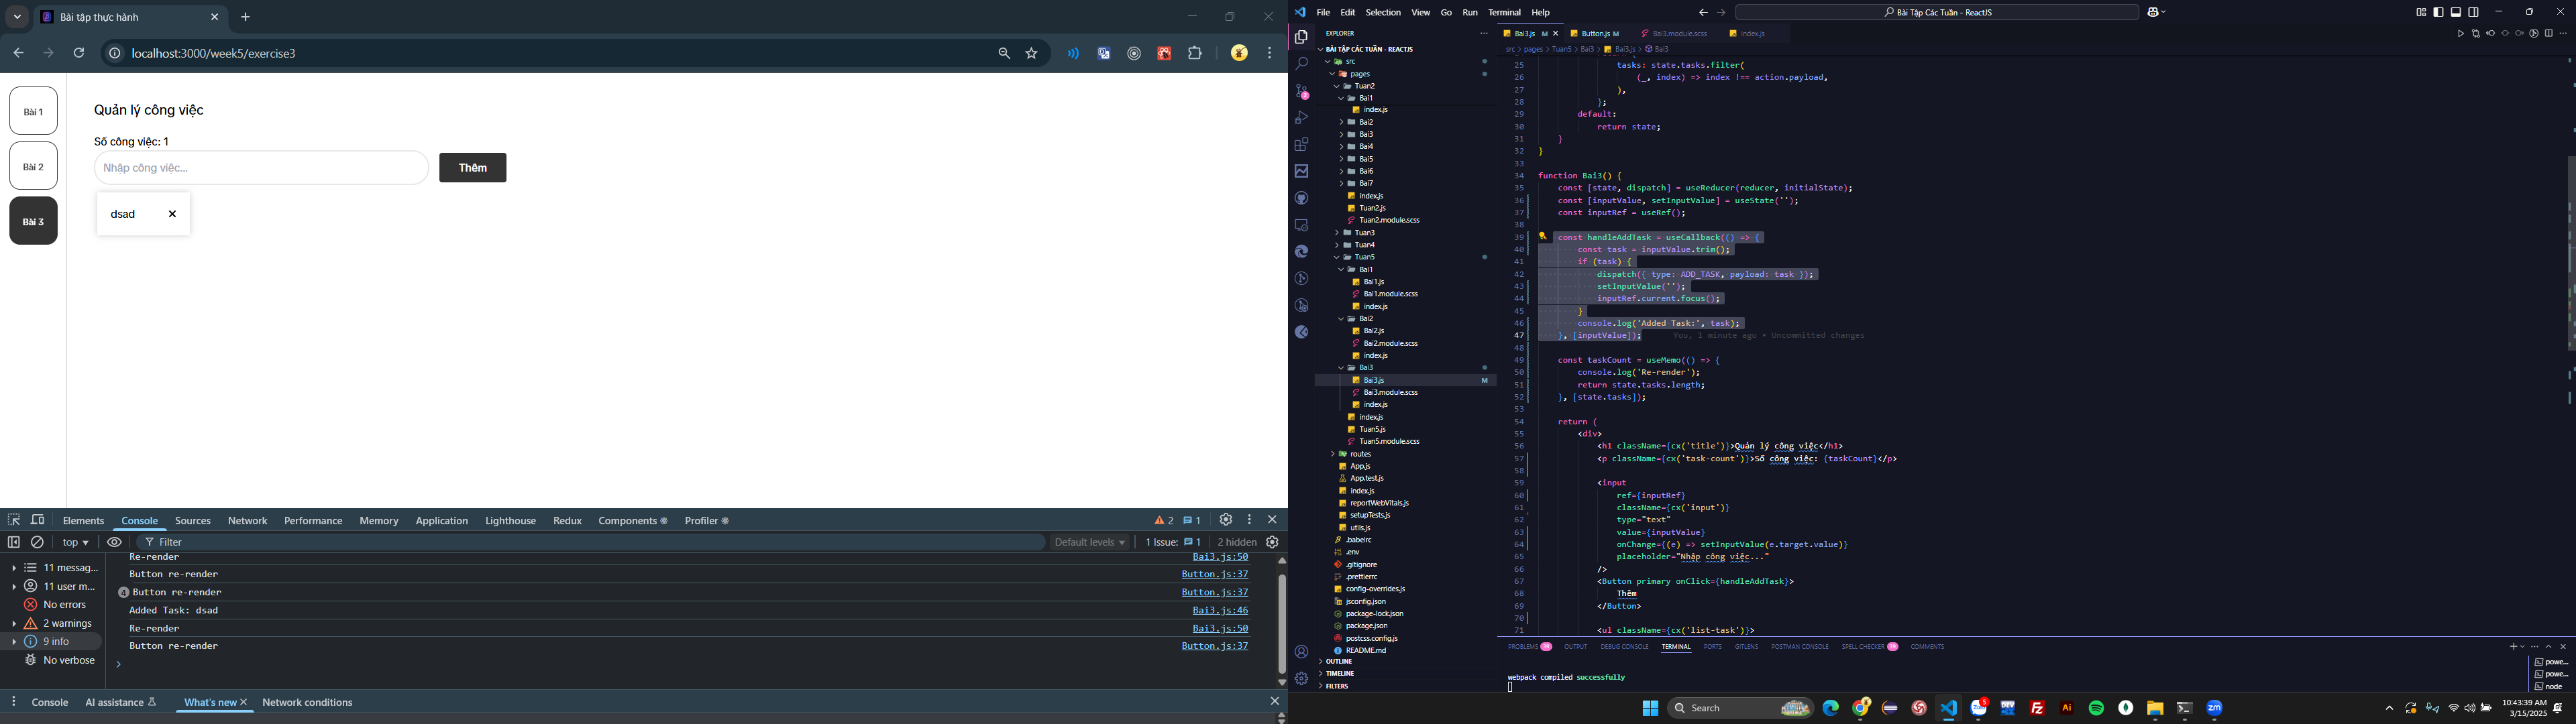 Bài tập thực hành
localhost:3000/week5/exercise3
Bài 1
Bài 2
Bài 3
Quản lý công việc
Số công việc: 1
Nhập công việc...
Thêm
dsad
Elements Console Sources Network Performance Memory Application Lighthouse Redux Components Profiler 2 1
top Filter Default levels 1 Issue: 1 2 hidden
11 messag...
11 user m...
No errors
2 warnings
9 info
No verbose
Re-render Bai3.js:50
Button re-render Button.js:37
4 Button re-render Button.js:37
Added Task: dsad Bai3.js:46
Re-render Bai3.js:50
Button re-render Button.js:37
Console AI assistance What's new Network conditions
File Edit Selection View Go Run Terminal Help
Bài Tập Các Tuần - ReactJS
EXPLORER
BÀI TẬP CÁC TUẦN - REACTJS
src
pages
Tuan2
Bai1
index.js
Bai2
Bai3
Bai4
Bai5
Bai6
Bai7
index.js
Tuan2.js
Tuan2.module.scss
Tuan3
Tuan4
Tuan5
Bai1
Bai1.js
Bai1.module.scss
index.js
Bai2
Bai2.js
Bai2.module.scss
index.js
Bai3
Bai3.js M
Bai3.module.scss
index.js
index.js
Tuan5.js
Tuan5.module.scss
routes
App.js
App.test.js
index.js
reportWebVitals.js
setupTests.js
utils.js
.babelrc
.env
.gitignore
.prettierrc
config-overrides.js
jsconfig.json
package-lock.json
package.json
postcss.config.js
README.md
OUTLINE
TIMELINE
FILTERS
Bai3.js M Button.js M Bai3.module.scss index.js
src > pages > Tuan5 > Bai3 > Bai3.js > Bai3
25 tasks: state.tasks.filter(
26 (_, index) => index !== action.payload,
27 ),
28 };
29 default:
30 return state;
31 }
32 }
33
34 function Bai3() {
35 const [state, dispatch] = useReducer(reducer, initialState);
36 const [inputValue, setInputValue] = useState('');
37 const inputRef = useRef();
38
39 const handleAddTask = useCallback(() => {
40 const task = inputValue.trim();
41 if (task) {
42 dispatch({ type: ADD_TASK, payload: task });
43 setInputValue('');
44 inputRef.current.focus();
45 }
46 console.log('Added Task:', task);
47 }, [inputValue]); You, 1 minute ago • Uncommitted changes
48
49 const taskCount = useMemo(() => {
50 console.log('Re-render');
51 return state.tasks.length;
52 }, [state.tasks]);
53
54 return (
55 <div>
56 <h1 className={cx('title')}>Quản lý công việc</h1>
57 <p className={cx('task-count')}>Số công việc: {taskCount}</p>
58
59 <input
60 ref={inputRef}
61 className={cx('input')}
62 type="text"
63 value={inputValue}
64 onChange={(e) => setInputValue(e.target.value)}
65 placeholder="Nhập công việc..."
66 />
67 <Button primary onClick={handleAddTask}>
68 Thêm
69 </Button>
70
71 <ul className={cx('list-task')}>
PROBLEMS OUTPUT DEBUG CONSOLE TERMINAL PORTS GITLENS POSTMAN CONSOLE SPELL CHECKER COMMENTS
webpack compiled successfully
powe...
powe...
node
Search
10:43:39 AM
3/15/2025